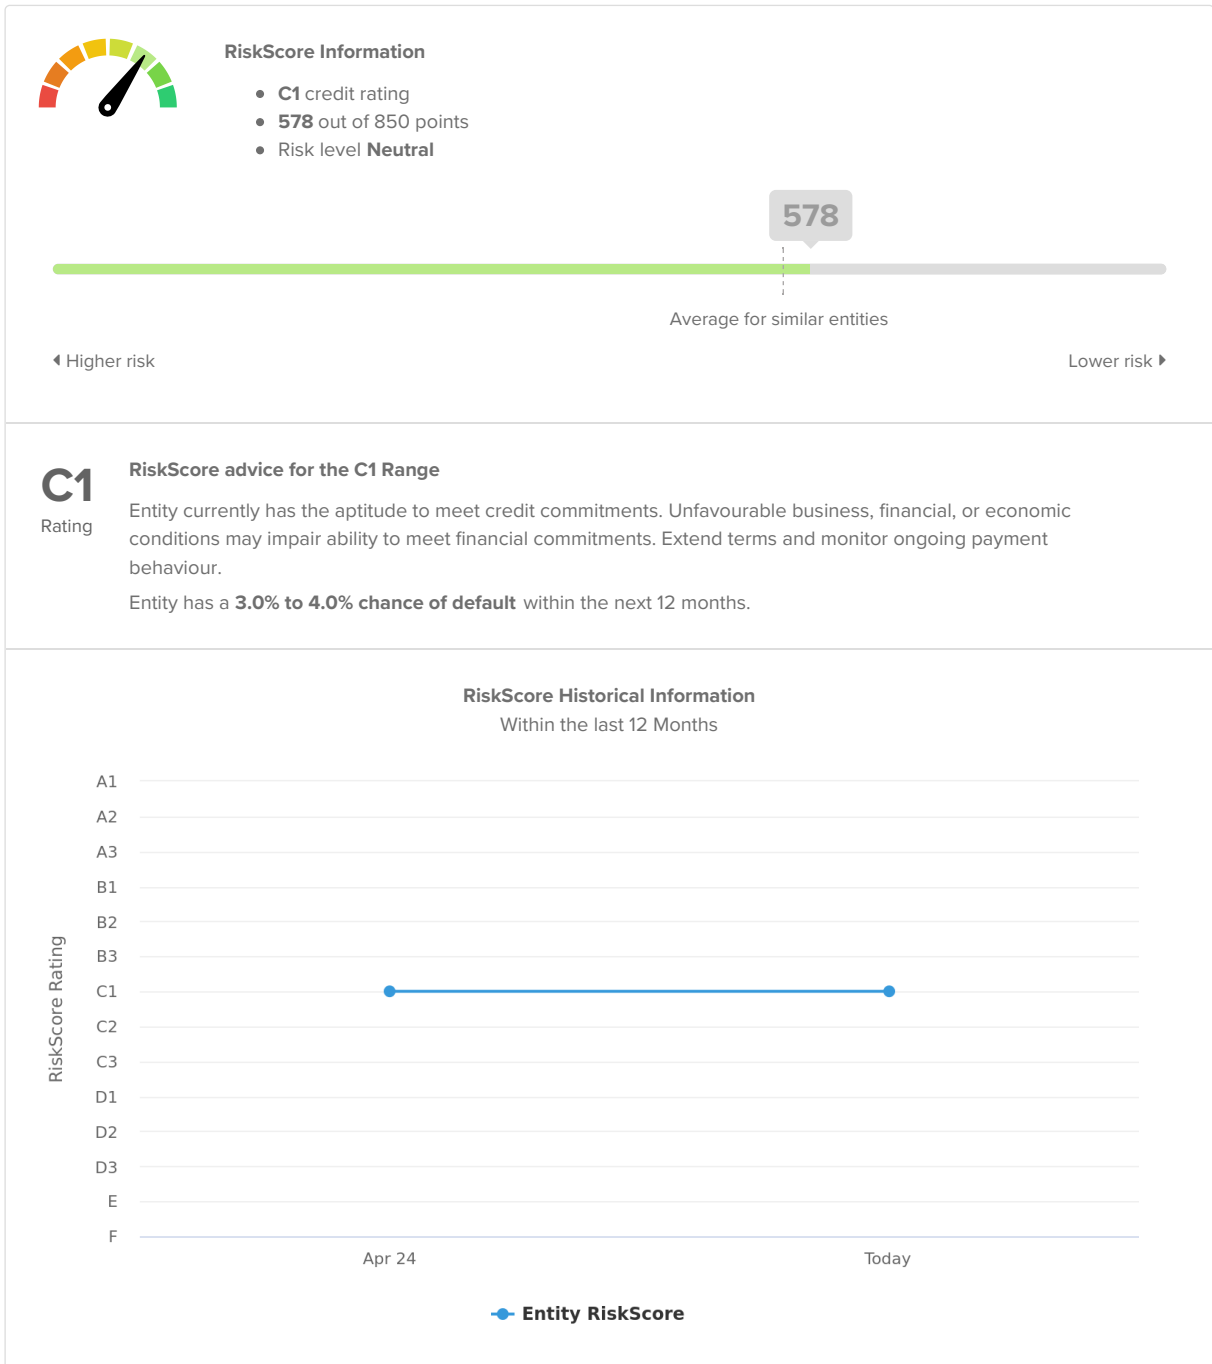 RiskScore Information
C1 credit rating
578 out of 850 points
Risk level Neutral
578
Average for similar entities
Higher risk
Lower risk
C1
Rating
RiskScore advice for the C1 Range
Entity currently has the aptitude to meet credit commitments. Unfavourable business, financial, or economic
conditions may impair ability to meet financial commitments. Extend terms and monitor ongoing payment
behaviour.
Entity has a 3.0% to 4.0% chance of default within the next 12 months.
RiskScore Historical Information
Within the last 12 Months
RiskScore Rating
A1
A2
A3
B1
B2
B3
C1
C2
C3
D1
D2
D3
E
F
Apr 24
Today
Entity RiskScore